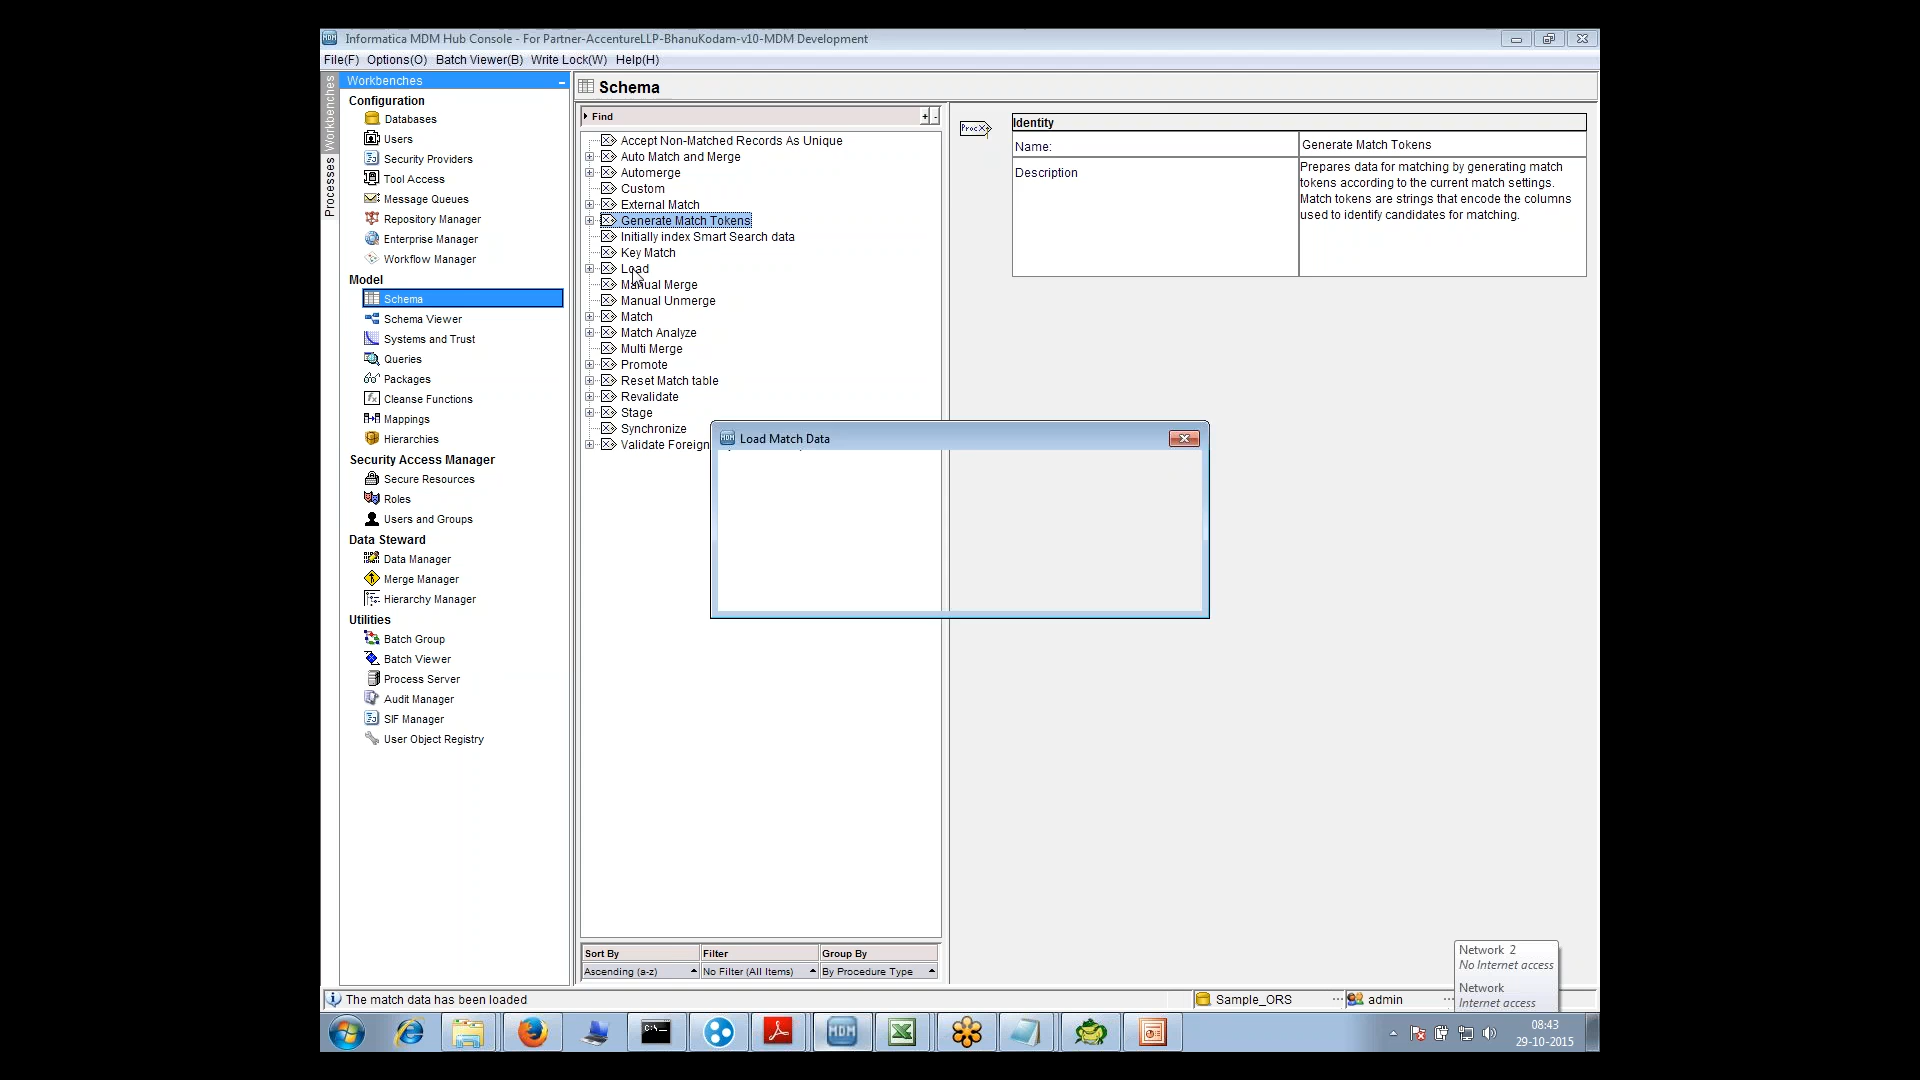 Informatica MDM Hub Console - For Partner-AccentureLLP-BhanuKodam-v10-MDM Development
File(F) Options(O) Batch Viewer(B) Write Lock(W) Help(H)
Workbenches
Processes
Workbenches
Configuration
Databases
Users
Security Providers
Tool Access
Message Queues
Repository Manager
Enterprise Manager
Workflow Manager
Model
Schema
Schema Viewer
Systems and Trust
Queries
Packages
Cleanse Functions
Mappings
Hierarchies
Security Access Manager
Secure Resources
Roles
Users and Groups
Data Steward
Data Manager
Merge Manager
Hierarchy Manager
Utilities
Batch Group
Batch Viewer
Process Server
Audit Manager
SIF Manager
User Object Registry
Schema
Find
Accept Non-Matched Records As Unique
Auto Match and Merge
Automerge
Custom
External Match
Generate Match Tokens
Initially index Smart Search data
Key Match
Load
Manual Merge
Manual Unmerge
Match
Match Analyze
Multi Merge
Promote
Reset Match table
Revalidate
Stage
Synchronize
Validate Foreign
Sort By Filter Group By
Ascending (a-z) No Filter (All Items) By Procedure Type
Proc
Identity
Name: Generate Match Tokens
Description
Prepares data for matching by generating match
tokens according to the current match settings.
Match tokens are strings that encode the columns
used to identify candidates for matching.
MDM Load Match Data
Network 2
No Internet access
Network
Internet access
The match data has been loaded
Sample_ORS
admin
MDM
08:43
29-10-2015